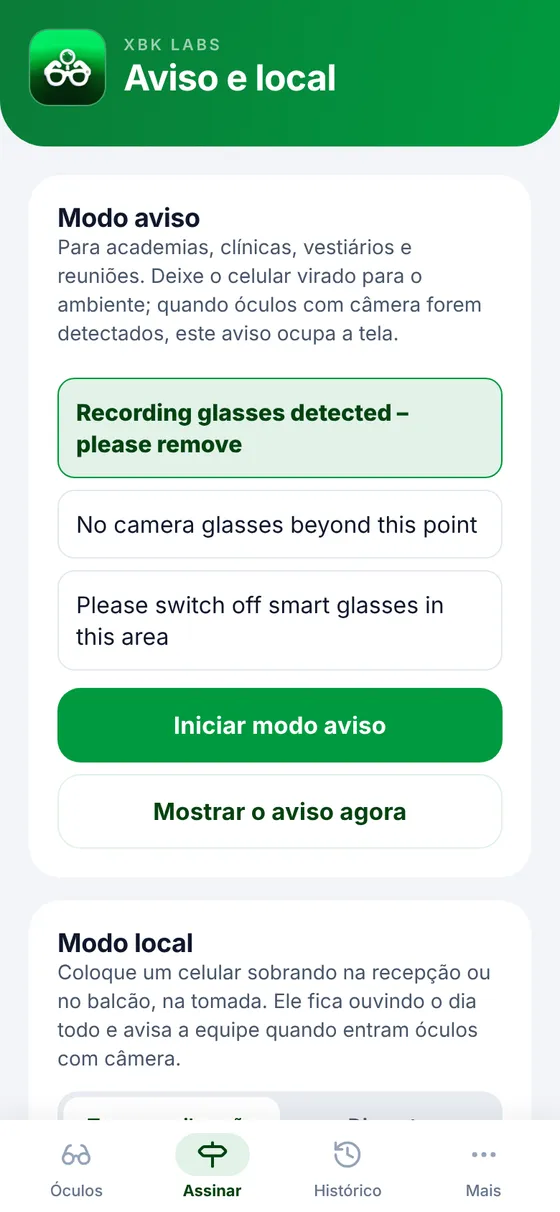 XBK LABS
Aviso e local
Modo aviso
Para academias, clínicas, vestiários e
reuniões. Deixe o celular virado para o
ambiente; quando óculos com câmera forem
detectados, este aviso ocupa a tela.
Recording glasses detected –
please remove
No camera glasses beyond this point
Please switch off smart glasses in
this area
Iniciar modo aviso
Mostrar o aviso agora
Modo local
Coloque um celular sobrando na recepção ou
no balcão, na tomada. Ele fica ouvindo o dia
todo e avisa a equipe quando entram óculos
com câmera.
Óculos
Assinar
Histórico
Mais